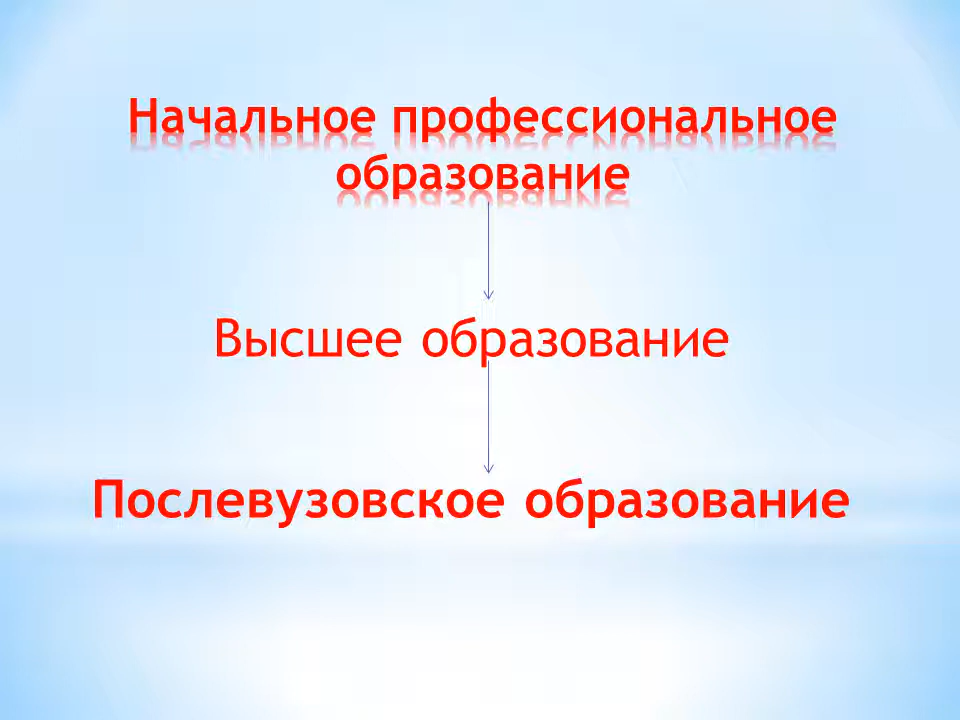 Начальное профессиональное
образование
Высшее образование
Послевузовское образование